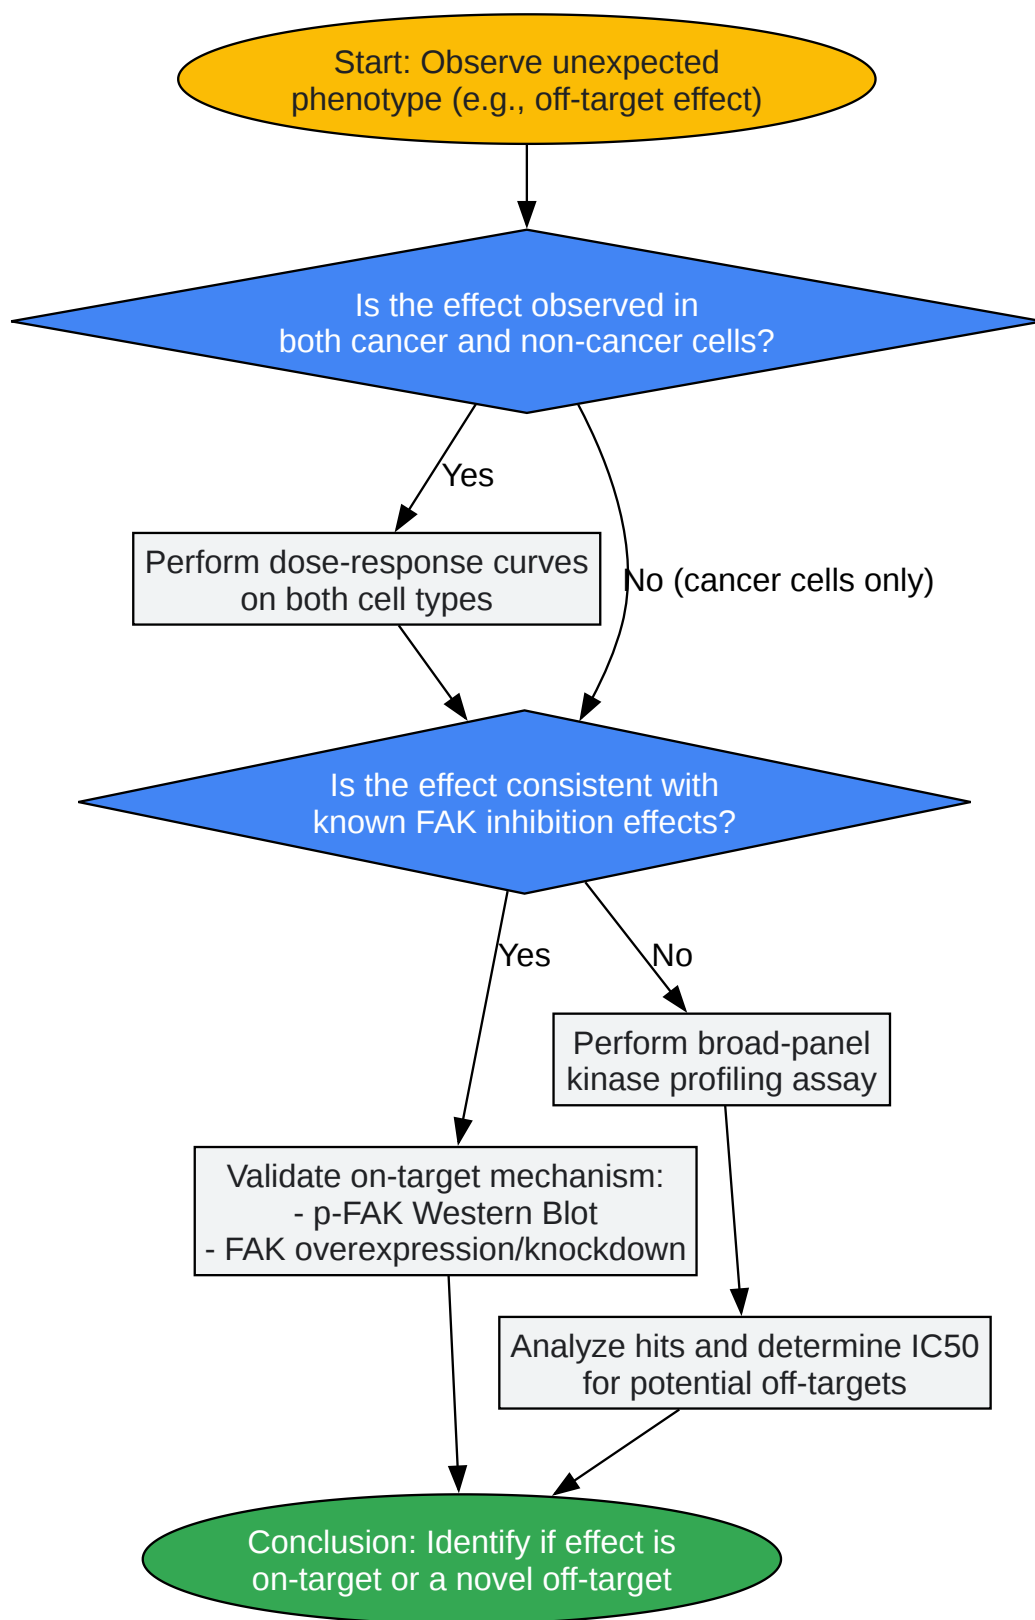 Start: Observe unexpected
phenotype (e.g., off-target effect)
Is the effect observed in
both cancer and non-cancer cells?
Yes
Perform dose-response curves
on both cell types
No (cancer cells only)
Is the effect consistent with
known FAK inhibition effects?
Yes
No
Perform broad-panel
kinase profiling assay
Validate on-target mechanism:
- p-FAK Western Blot
- FAK overexpression/knockdown
Analyze hits and determine IC50
for potential off-targets
Conclusion: Identify if effect is
on-target or a novel off-target